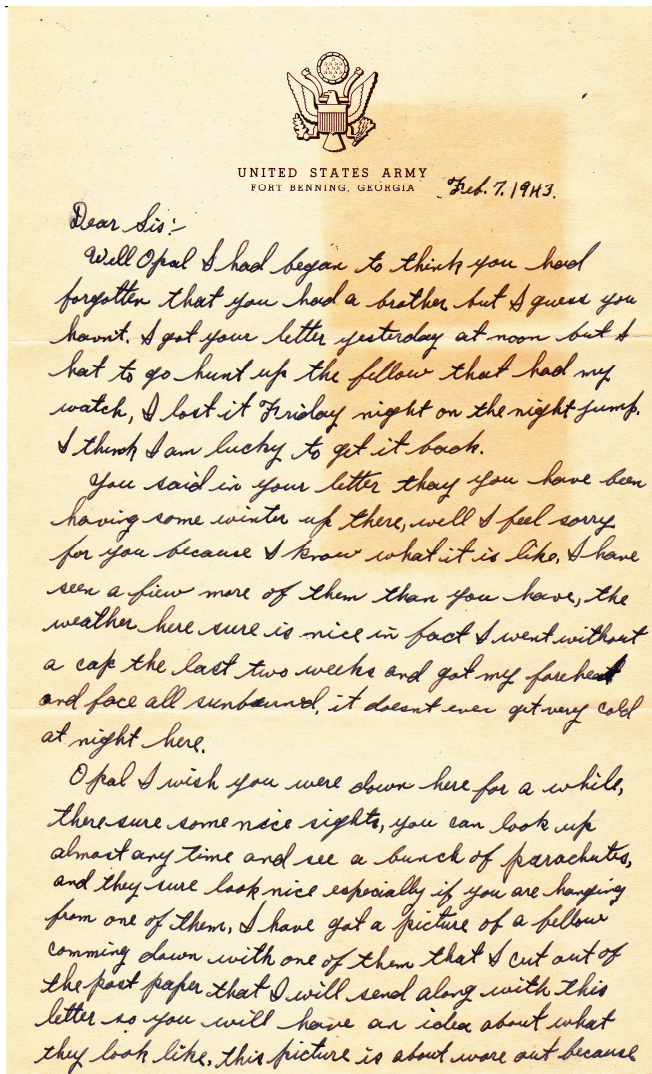 UNITED STATES ARMY
FORT BENNING, GEORGIA
Feb. 7. 1943.
Dear Sis:-
Well Opal I had began to think you had
forgotten that you had a brother but I guess you
havn't. I got your letter yesterday at noon but I
hat to go hunt up the fellow that had my
watch, I lost it Friday night on the night jump.
I think I am lucky to get it back.
You said in your letter thay you have been
having some winter up there, well I feel sorry
for you because I know what it is like, I have
seen a fiew more of them than you have, the
weather here sure is nice in fact I went without
a cap the last two weeks and got my forehead
and face all sunbaurnd, it doesnt ever get very cold
at night here.
Opal I wish you were down here for a while,
there sure some nice sights, you can look up
almost any time and see a bunch of parachutes,
and they sure look nice especially if you are hanging
from one of them, I have got a picture of a fellow
comming down with one of them that I cut out of
the post paper that I will send along with this
letter so you will have an idea about what
they look like, this picture is about wore out because